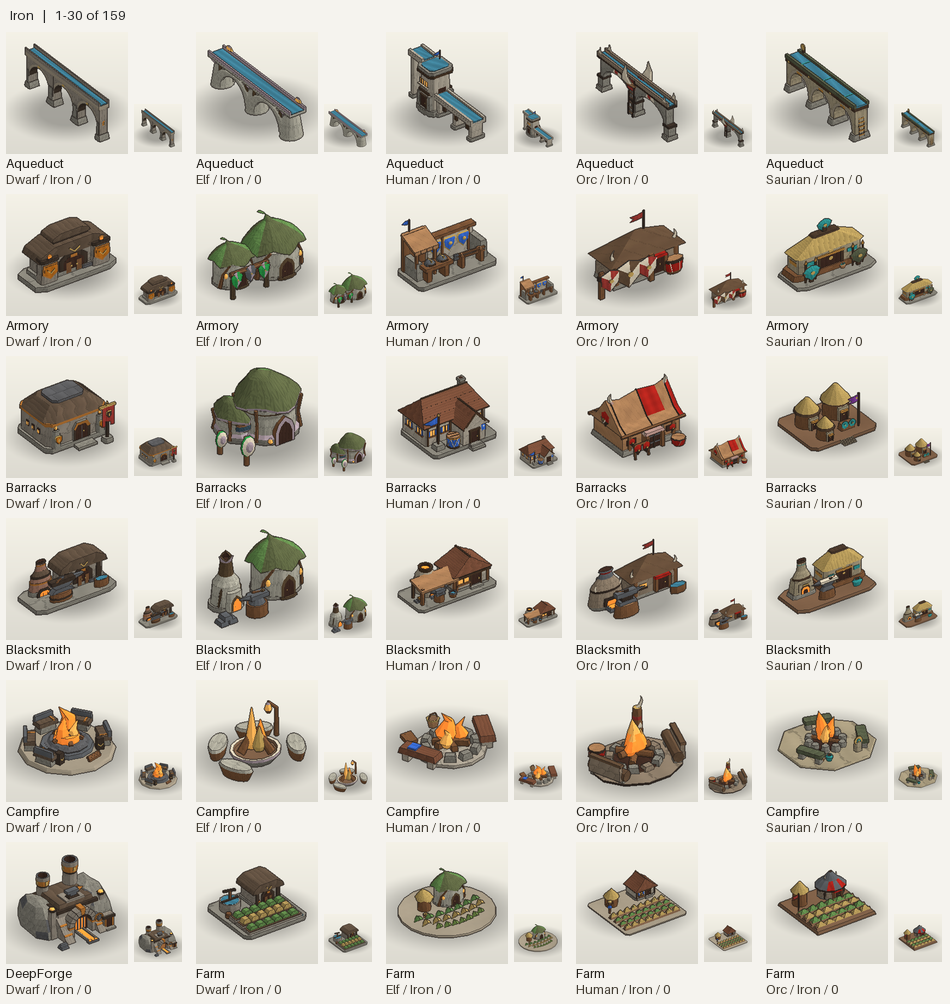 Iron | 1-30 of 159
Aqueduct Aqueduct Aqueduct Aqueduct Aqueduct
Dwarf / Iron / 0 Elf / Iron / 0 Human / Iron / 0 Orc / Iron / 0 Saurian / Iron / 0
Armory Armory Armory Armory Armory
Dwarf / Iron / 0 Elf / Iron / 0 Human / Iron / 0 Orc / Iron / 0 Saurian / Iron / 0
Barracks Barracks Barracks Barracks Barracks
Dwarf / Iron / 0 Elf / Iron / 0 Human / Iron / 0 Orc / Iron / 0 Saurian / Iron / 0
Blacksmith Blacksmith Blacksmith Blacksmith Blacksmith
Dwarf / Iron / 0 Elf / Iron / 0 Human / Iron / 0 Orc / Iron / 0 Saurian / Iron / 0
Campfire Campfire Campfire Campfire Campfire
Dwarf / Iron / 0 Elf / Iron / 0 Human / Iron / 0 Orc / Iron / 0 Saurian / Iron / 0
DeepForge Farm Farm Farm Farm
Dwarf / Iron / 0 Dwarf / Iron / 0 Elf / Iron / 0 Human / Iron / 0 Orc / Iron / 0